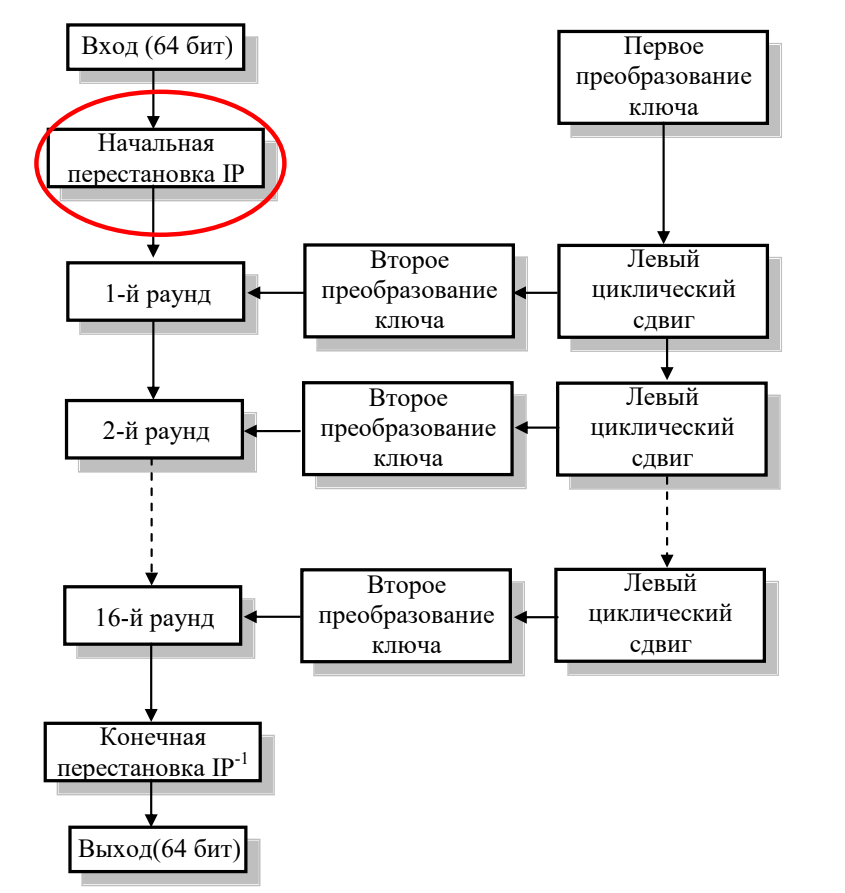 Вход (64 бит)
Первое
преобразование
ключа
Начальная
перестановка IP
1-й раунд
Второе
преобразование
ключа
Левый
циклический
сдвиг
2-й раунд
Второе
преобразование
ключа
Левый
циклический
сдвиг
16-й раунд
Второе
преобразование
ключа
Левый
циклический
сдвиг
Конечная
перестановка IP⁻¹
Выход(64 бит)